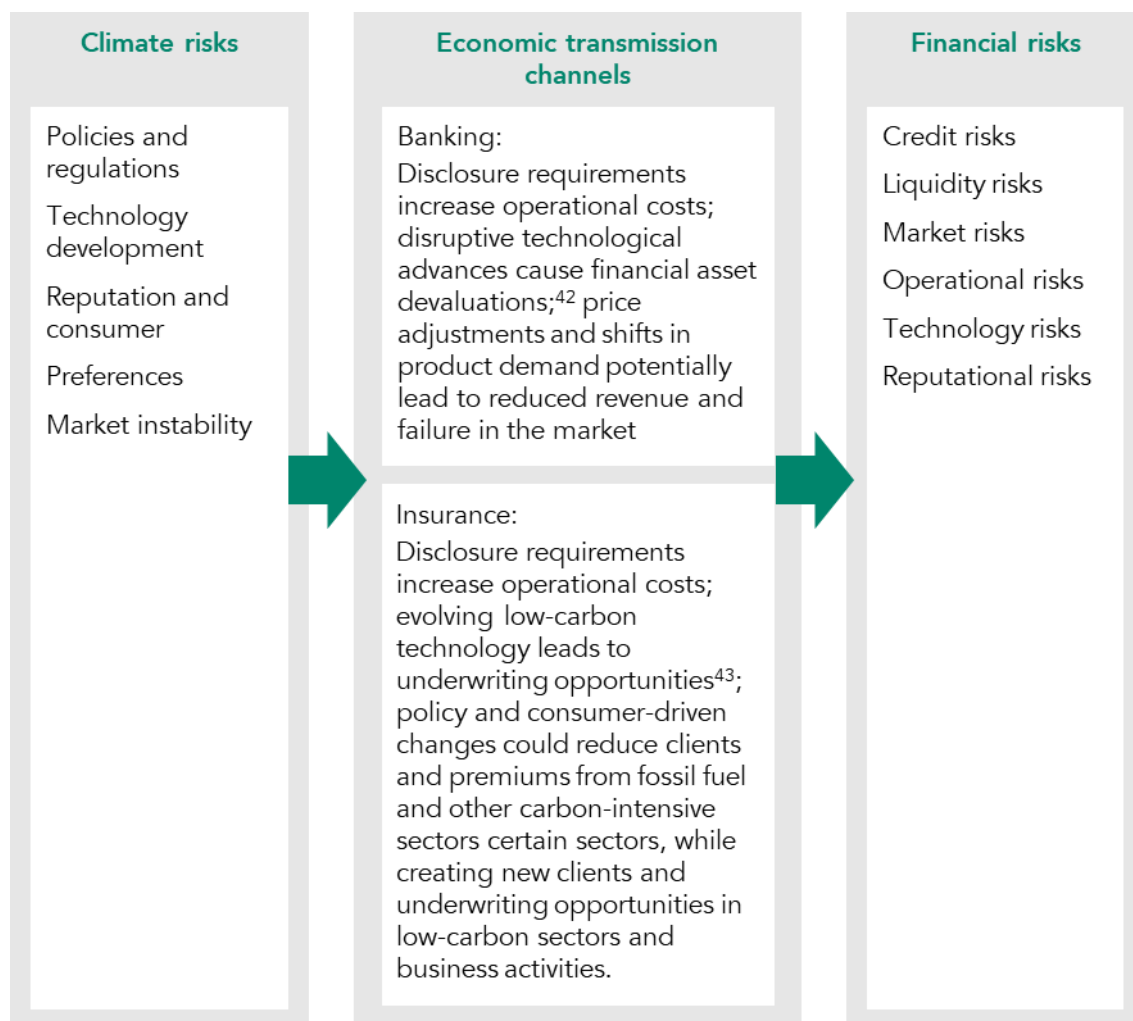 Climate risks
Policies and
regulations
Technology
development
Reputation and
consumer
Preferences
Market instability
Economic transmission
channels
Banking:
Disclosure requirements
increase operational costs;
disruptive technological
advances cause financial asset
devaluations;⁴² price
adjustments and shifts in
product demand potentially
lead to reduced revenue and
failure in the market
Insurance:
Disclosure requirements
increase operational costs;
evolving low-carbon
technology leads to
underwriting opportunities⁴³;
policy and consumer-driven
changes could reduce clients
and premiums from fossil fuel
and other carbon-intensive
sectors certain sectors, while
creating new clients and
underwriting opportunities in
low-carbon sectors and
business activities.
Financial risks
Credit risks
Liquidity risks
Market risks
Operational risks
Technology risks
Reputational risks